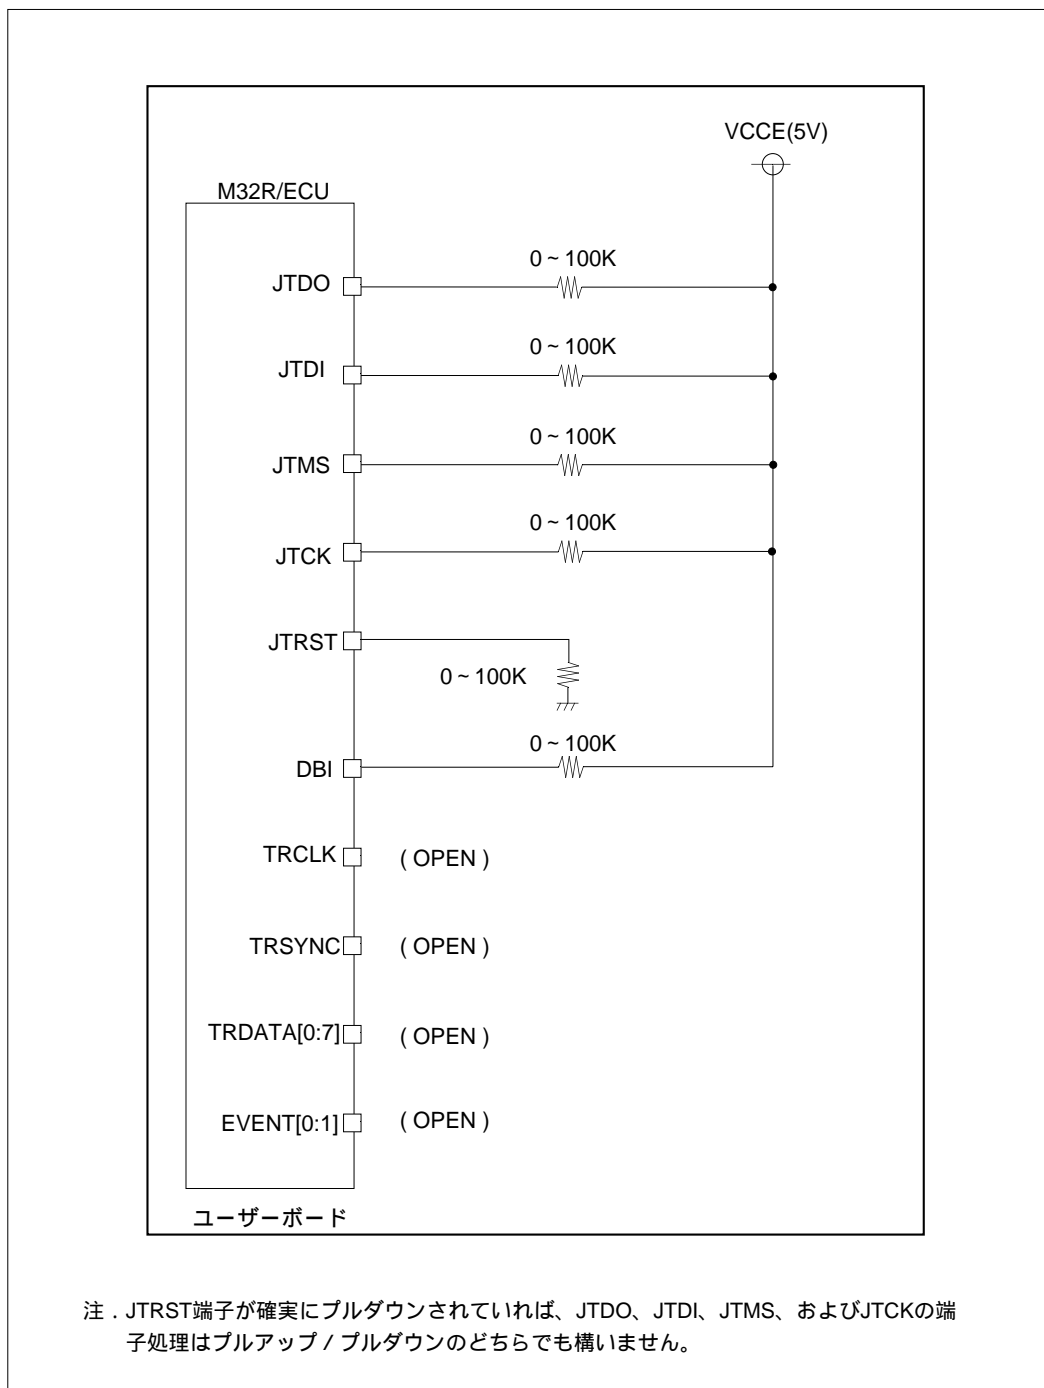 VCCE(5V)
M32R/ECU
JTDO
0 ~ 100K
JTDI
0 ~ 100K
JTMS
0 ~ 100K
JTCK
0 ~ 100K
JTRST
0 ~ 100K
DBI
0 ~ 100K
TRCLK ( OPEN )
TRSYNC ( OPEN )
TRDATA[0:7] ( OPEN )
EVENT[0:1] ( OPEN )
ユーザーボード
注．JTRST端子が確実にプルダウンされていれば、JTDO、JTDI、JTMS、およびJTCKの端
子処理はプルアップ / プルダウンのどちらでも構いません。